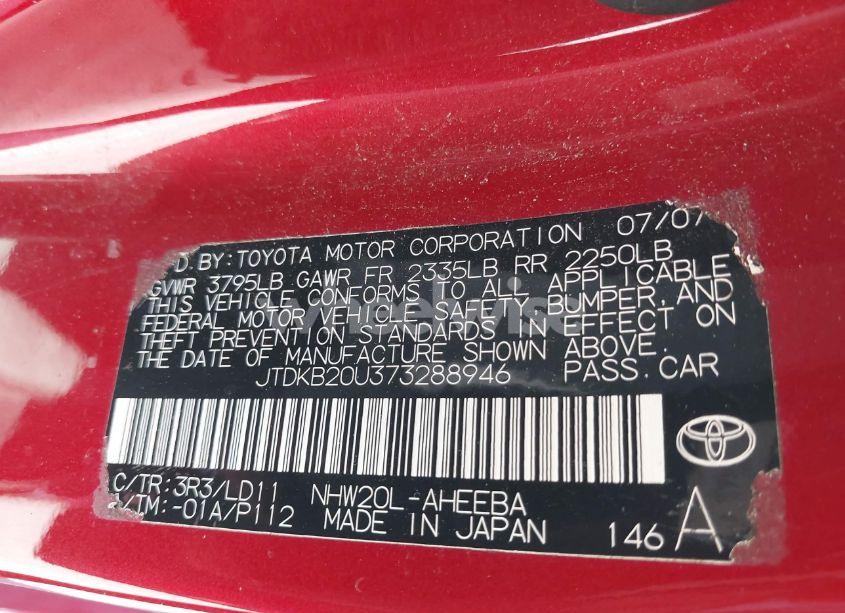 D. BY: TOYOTA MOTOR CORPORATION 07/07
GVWR 3795LB GAWR FR 2335LB RR 2250LB
THIS VEHICLE CONFORMS TO ALL APPLICABLE
FEDERAL MOTOR VEHICLE SAFETY, BUMPER, AND
THEFT PREVENTION STANDARDS IN EFFECT ON
THE DATE OF MANUFACTURE SHOWN ABOVE.
JTDKB20U373288946 PASS. CAR
C/TR:3R3/LD11 NHW20L-AHEEBA
/TM:-01A/P112 MADE IN JAPAN 146 A